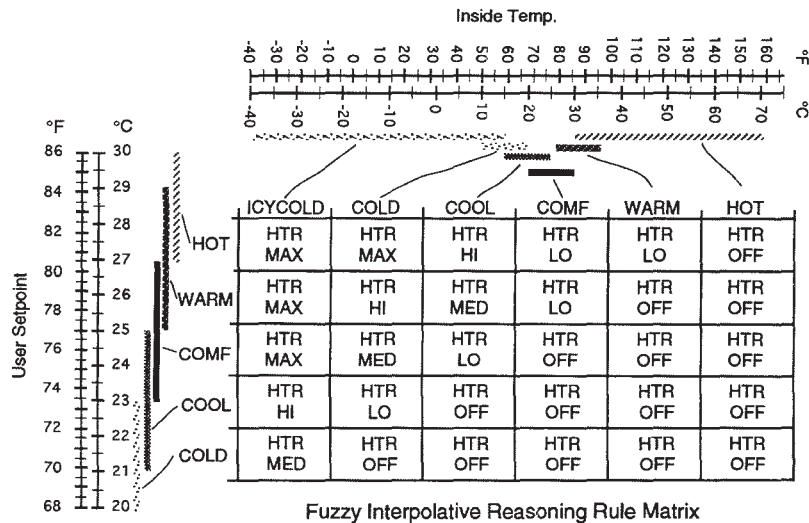 Inside Temp.
-40 -30 -20 -10 0 10 20 30 40 50 60 70 80 90 100 110 120 130 140 150 160 °F
-40 -30 -20 -10 0 10 20 30 40 50 60 70 °C
°F °C
86 30
84 29
82 28
80 27
78 26
76 25
74 24
72 23
70 22
68 21
20
User Setpoint
HOT
WARM
COMF
COOL
COLD
ICYCOLD COLD COOL COMF WARM HOT
HTR HTR HTR HTR HTR HTR
MAX MAX HI LO LO OFF
HTR HTR HTR HTR HTR HTR
MAX HI MED LO OFF OFF
HTR HTR HTR HTR HTR HTR
MAX MED LO OFF OFF OFF
HTR HTR HTR HTR HTR HTR
HI LO OFF OFF OFF OFF
HTR HTR HTR HTR HTR HTR
MED OFF OFF OFF OFF OFF
Fuzzy Interpolative Reasoning Rule Matrix